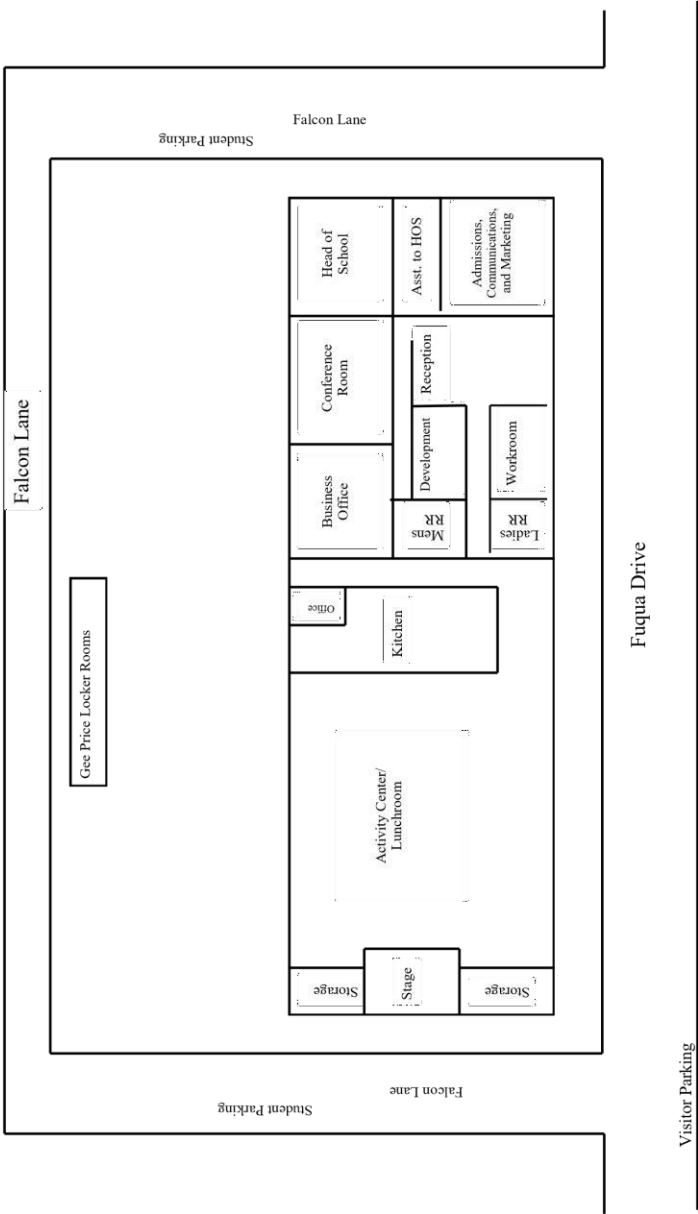 Falcon Lane
Student Parking
Head of
School
Asst. to HOS
Admissions,
Communications,
and Marketing
Conference
Room
Reception
Falcon Lane
Business
Office
Development
Workroom
Mens
RR
Ladies
RR
Office
Kitchen
Fuqua Drive
Gee Price Locker Rooms
Activity Center/
Lunchroom
Storage
Stage
Storage
Falcon Lane
Student Parking
Visitor Parking